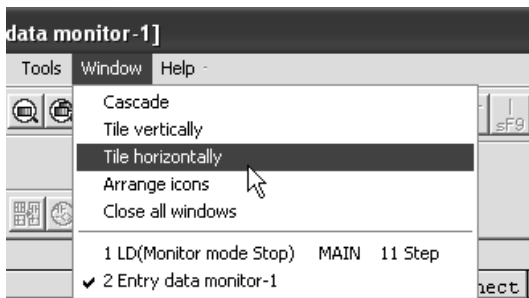 data monitor-1]
Tools Window Help -
Cascade
sF9
Tile vertically
Tile horizontally
Arrange icons
Close all windows
1 LD(Monitor mode Stop) MAIN 11 Step
✔ 2 Entry data monitor-1
nect